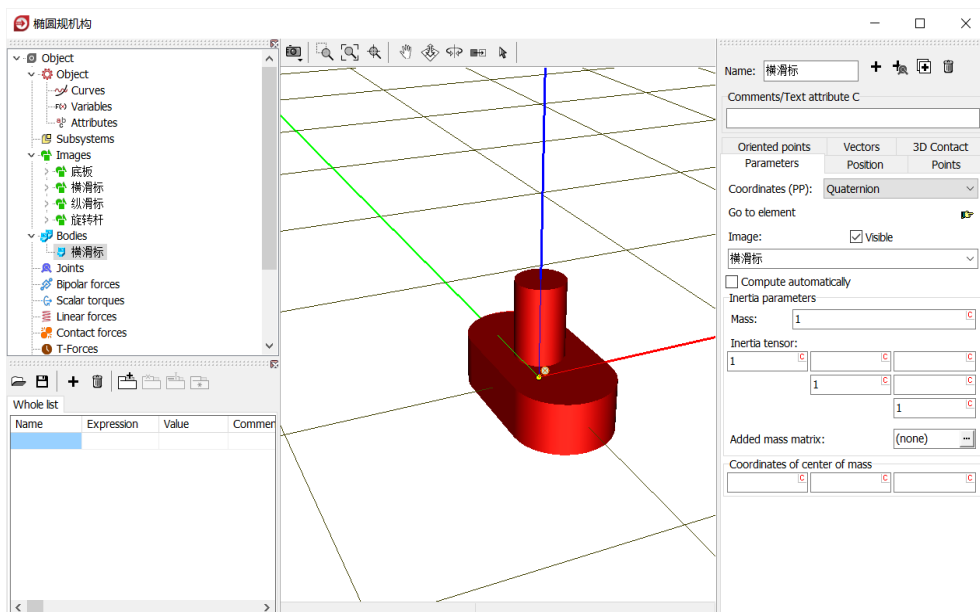 椭圆规机构
Object
Object
Curves
F(x) Variables
Attributes
Subsystems
Images
底板
横滑标
纵滑标
旋转杆
Bodies
横滑标
Joints
Bipolar forces
Scalar torques
Linear forces
Contact forces
T-Forces
Whole list
Name Expression Value Commen
Name: 横滑标
Comments/Text attribute C
Oriented points Vectors 3D Contact
Parameters Position Points
Coordinates (PP): Quaternion
Go to element
Image: Visible
横滑标
Compute automatically
Inertia parameters
Mass: 1 C
Inertia tensor:
1 C C C
1 C C
1 C
Added mass matrix: (none) ...
Coordinates of center of mass
C C C